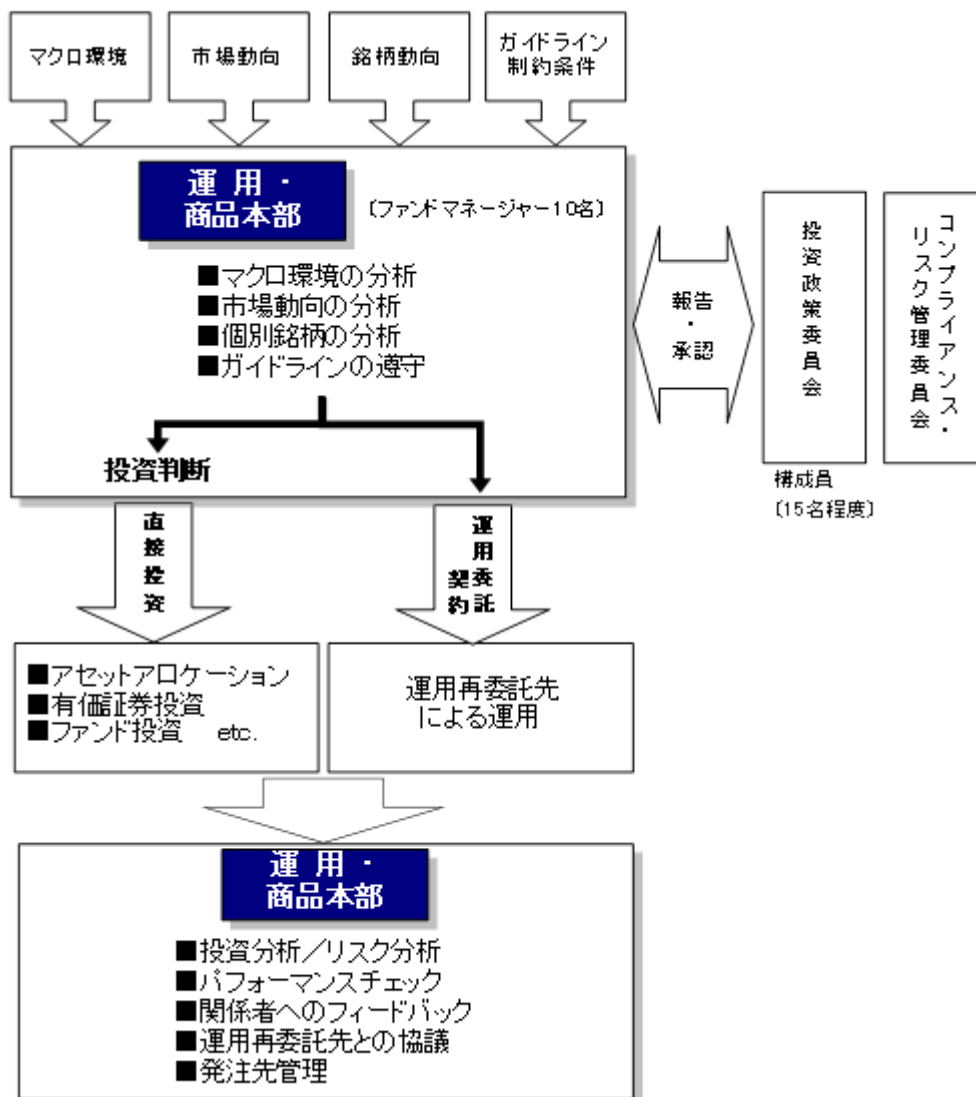 マクロ環境
市場動向
銘柄動向
ガイドライン
制約条件
運用・
商品本部
〔ファンドマネージャー10名〕
■マクロ環境の分析
■市場動向の分析
■個別銘柄の分析
■ガイドラインの遵守
投資判断
報告
・
承認
投資政策委員会
コンプライアンス・
リスク管理委員会
構成員
〔15名程度〕
直接投資
運用委託
契約
■アセットアロケーション
■有価証券投資
■ファンド投資 etc.
運用再委託先
による運用
運用・
商品本部
■投資分析／リスク分析
■パフォーマンスチェック
■関係者へのフィードバック
■運用再委託先との協議
■発注先管理